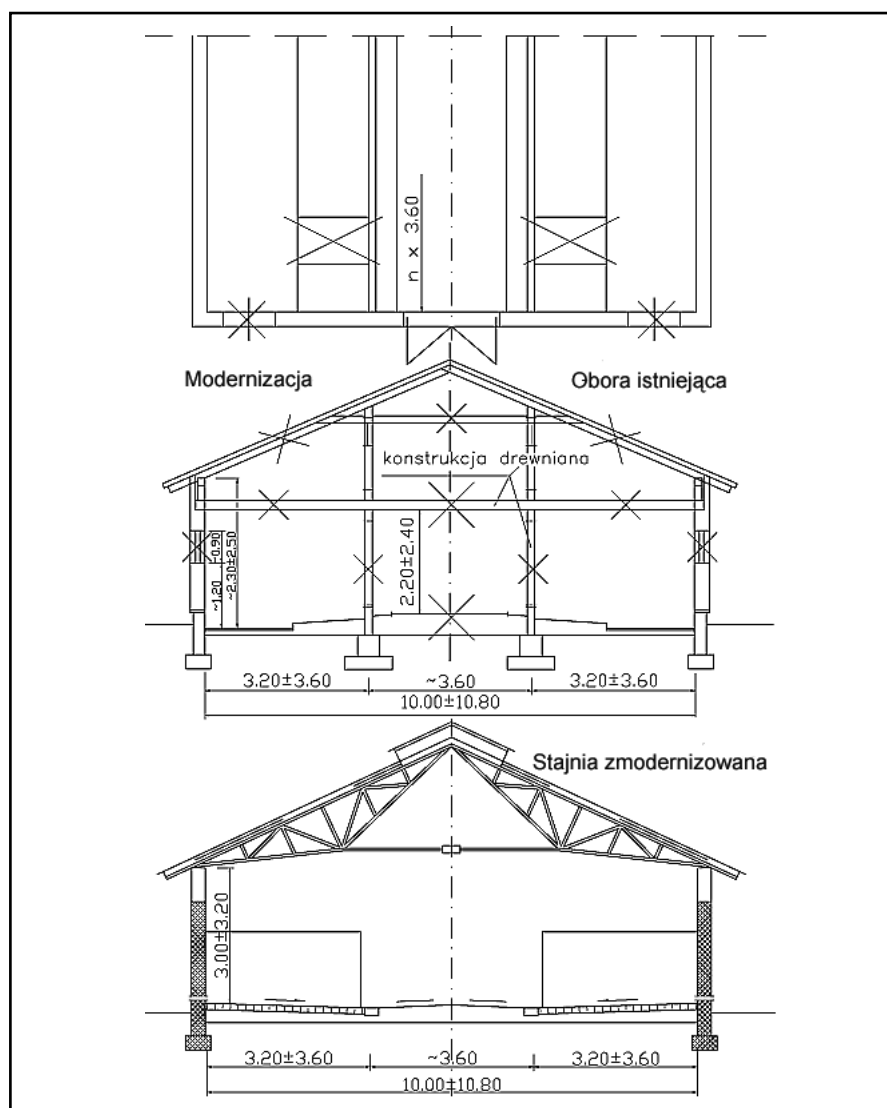 n x 3.60
Modernizacja
Obora istniejąca
konstrukcja drewniana
~1.20
~0.90
~2.30±2.50
2.20±2.40
3.20±3.60
~3.60
3.20±3.60
10.00±10.80
Stajnia zmodernizowana
3.00±3.20
3.20±3.60
~3.60
3.20±3.60
10.00±10.80